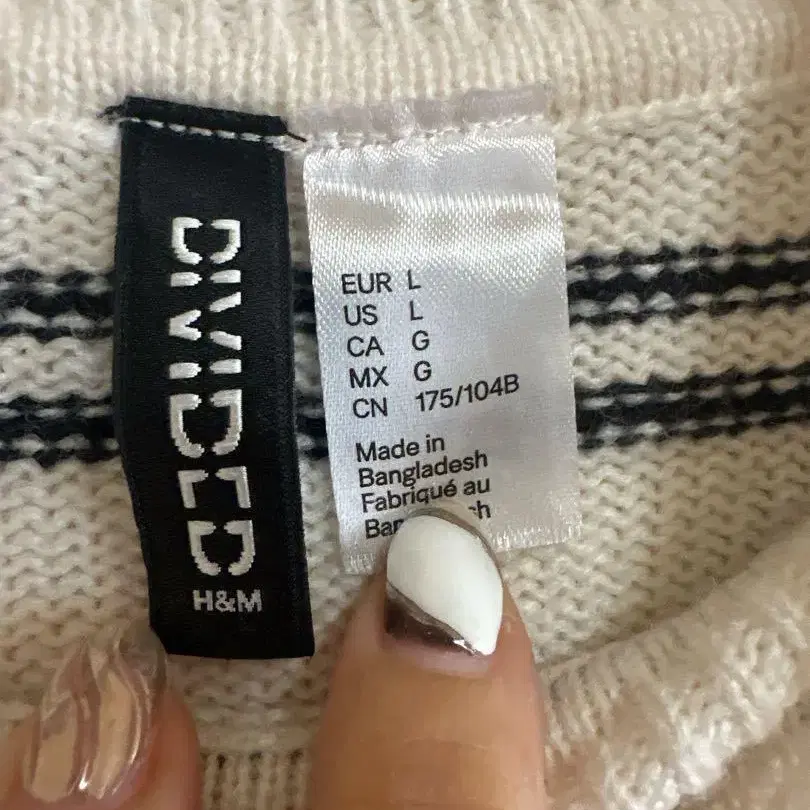 DIVIDED
H&M
EUR L
US L
CA G
MX G
CN 175/104B
Made in
Bangladesh
Fabriqué au